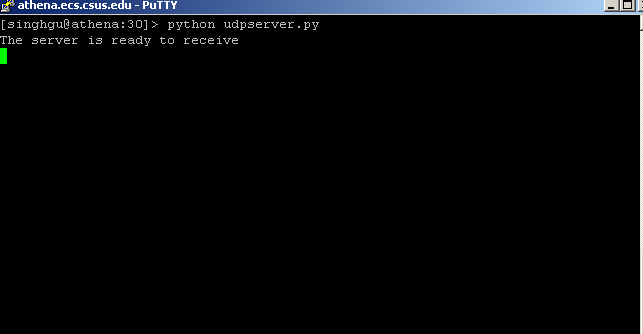 athena.ecs.csus.edu - PuTTY
[singhgu@athena:30]> python udpserver.py
The server is ready to receive